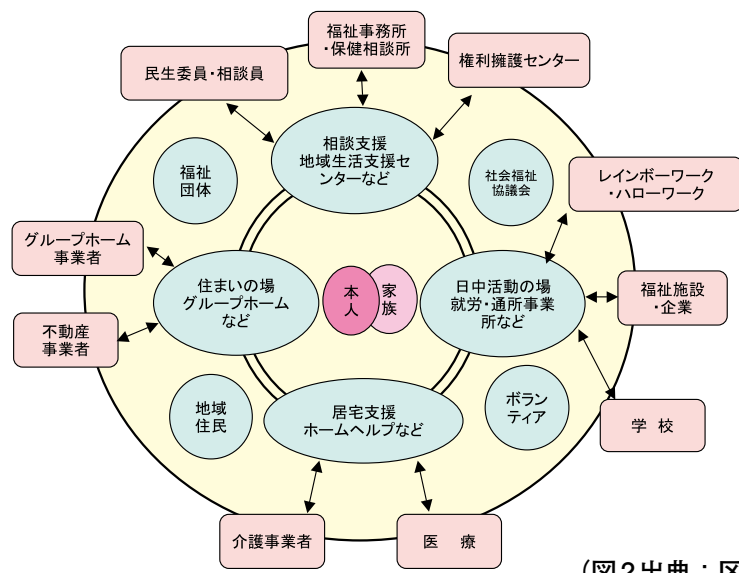 福祉事務所
・保健相談所
民生委員・相談員
権利擁護センター
相談支援
地域生活支援セ
ンターなど
福祉
団体
社会福祉
協議会
レインボーワーク
・ハローワーク
グループホーム
事業者
住まいの場
グループホーム
など
本
人
家
族
日中活動の場
就労・通所事業
所など
福祉施設
・企業
不動産
事業者
地域
住民
居宅支援
ホームヘルプなど
ボラン
ティア
学 校
介護事業者
医 療
(図2出典：区